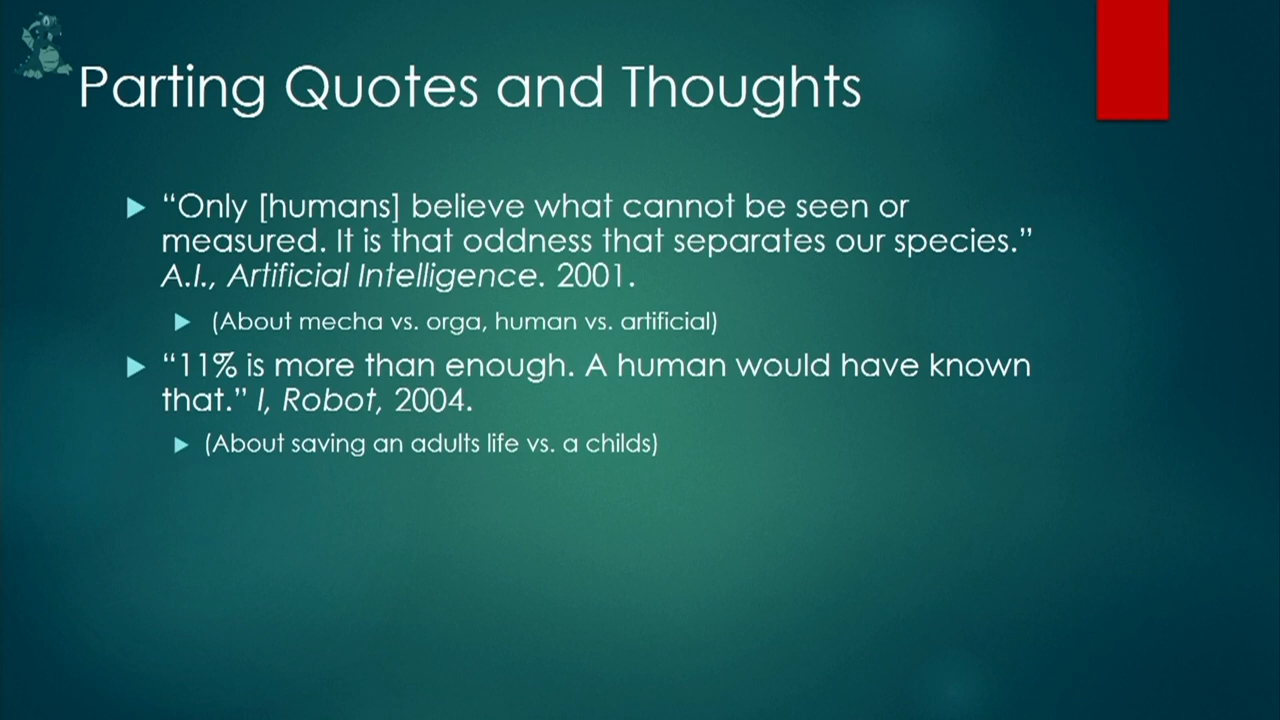 Parting Quotes and Thoughts
“Only [humans] believe what cannot be seen or
measured. It is that oddness that separates our species.”
A.I., Artificial Intelligence. 2001.
(About mecha vs. orga, human vs. artificial)
“11% is more than enough. A human would have known
that.” I, Robot, 2004.
(About saving an adults life vs. a childs)